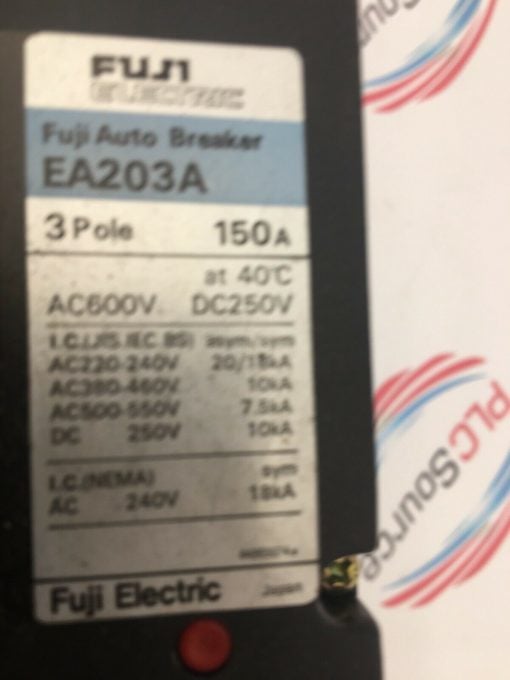 FUJI
ELECTRIC
Fuji Auto Breaker
EA203A
3 Pole 150A
at 40°C
AC600V DC250V
I.C.(JIS.IEC.BS) asym/sym
AC220-240V 20/18kA
AC380-460V 10kA
AC500-550V 7.5kA
DC 250V 10kA
I.C.(NEMA) sym
AC 240V 18kA
Fuji Electric Japan
PLCSource